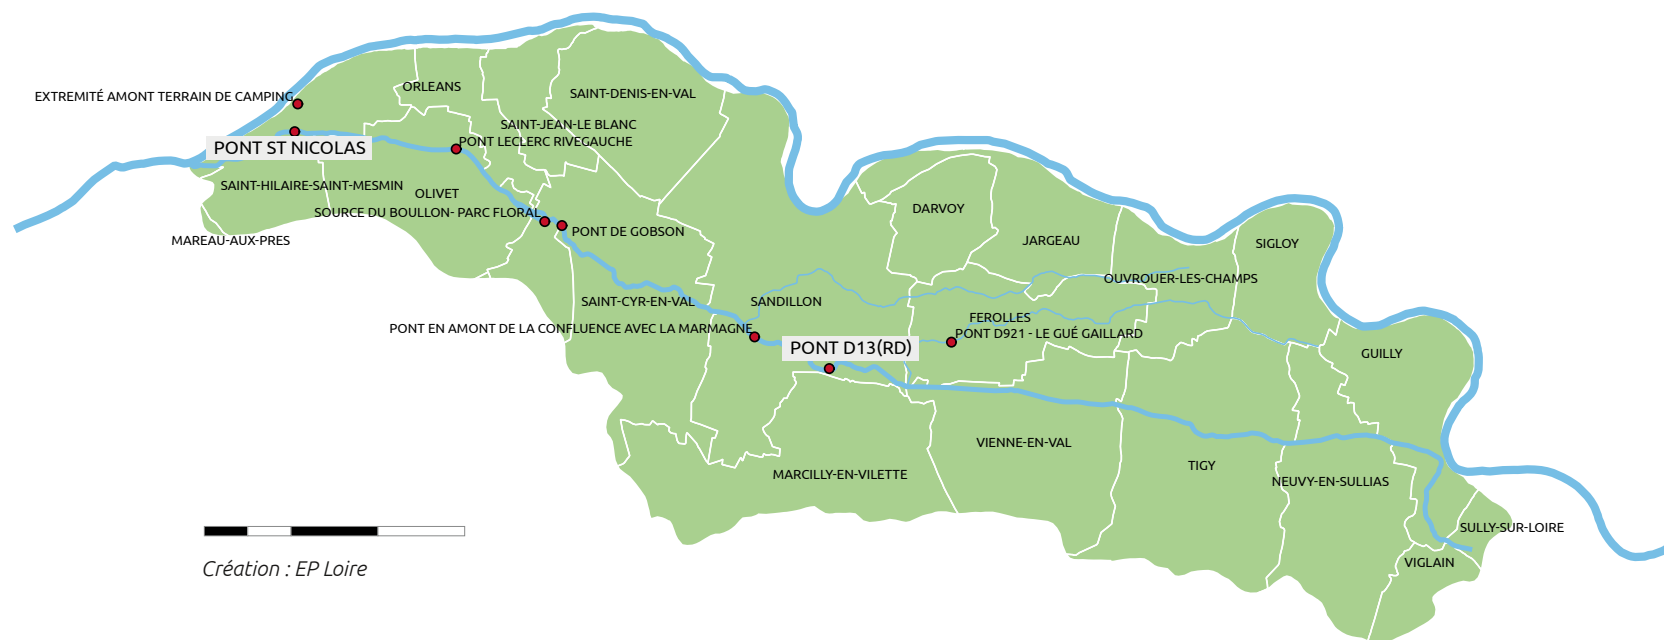 ORLEANS
SAINT-DENIS-EN-VAL
EXTREMITÉ AMONT TERRAIN DE CAMPING
SAINT-JEAN-LE BLANC
PONT LECLERC RIVEGAUCHE
PONT ST NICOLAS
SAINT-HILAIRE-SAINT-MESMIN
OLIVET
SOURCE DU BOULLON- PARC FLORAL
DARVOY
PONT DE GOBSON
MAREAU-AUX-PRES
JARGEAU
SIGLOY
OUVROUER-LES-CHAMPS
SAINT-CYR-EN-VAL
SANDILLON
FEROLLES
PONT EN AMONT DE LA CONFLUENCE AVEC LA MARMAGNE
PONT D921 - LE GUÉ GAILLARD
PONT D13(RD)
GUILLY
VIENNE-EN-VAL
TIGY
MARCILLY-EN-VILETTE
NEUVY-EN-SULLIAS
SULLY-SUR-LOIRE
VIGLAIN
Création : EP Loire